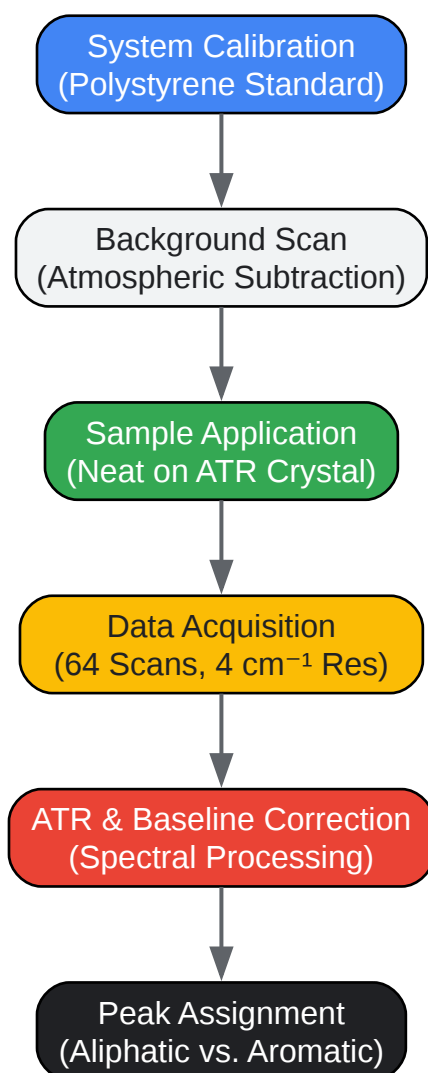 System Calibration
(Polystyrene Standard)
Background Scan
(Atmospheric Subtraction)
Sample Application
(Neat on ATR Crystal)
Data Acquisition
(64 Scans, 4 cm⁻¹ Res)
ATR & Baseline Correction
(Spectral Processing)
Peak Assignment
(Aliphatic vs. Aromatic)